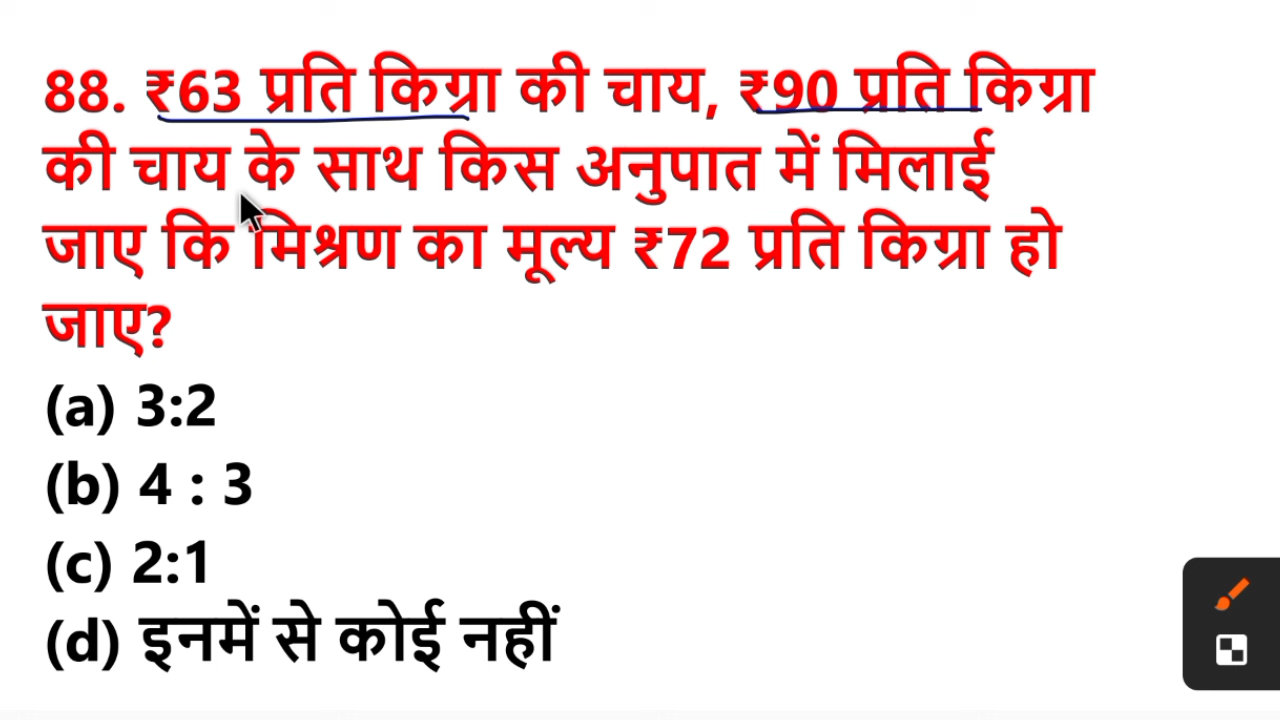 88. ₹63 प्रति किग्रा की चाय, ₹90 प्रति किग्रा
की चाय के साथ किस अनुपात में मिलाई
जाए कि मिश्रण का मूल्य ₹72 प्रति किग्रा हो
जाए?
(a) 3:2
(b) 4 : 3
(c) 2:1
(d) इनमें से कोई नहीं